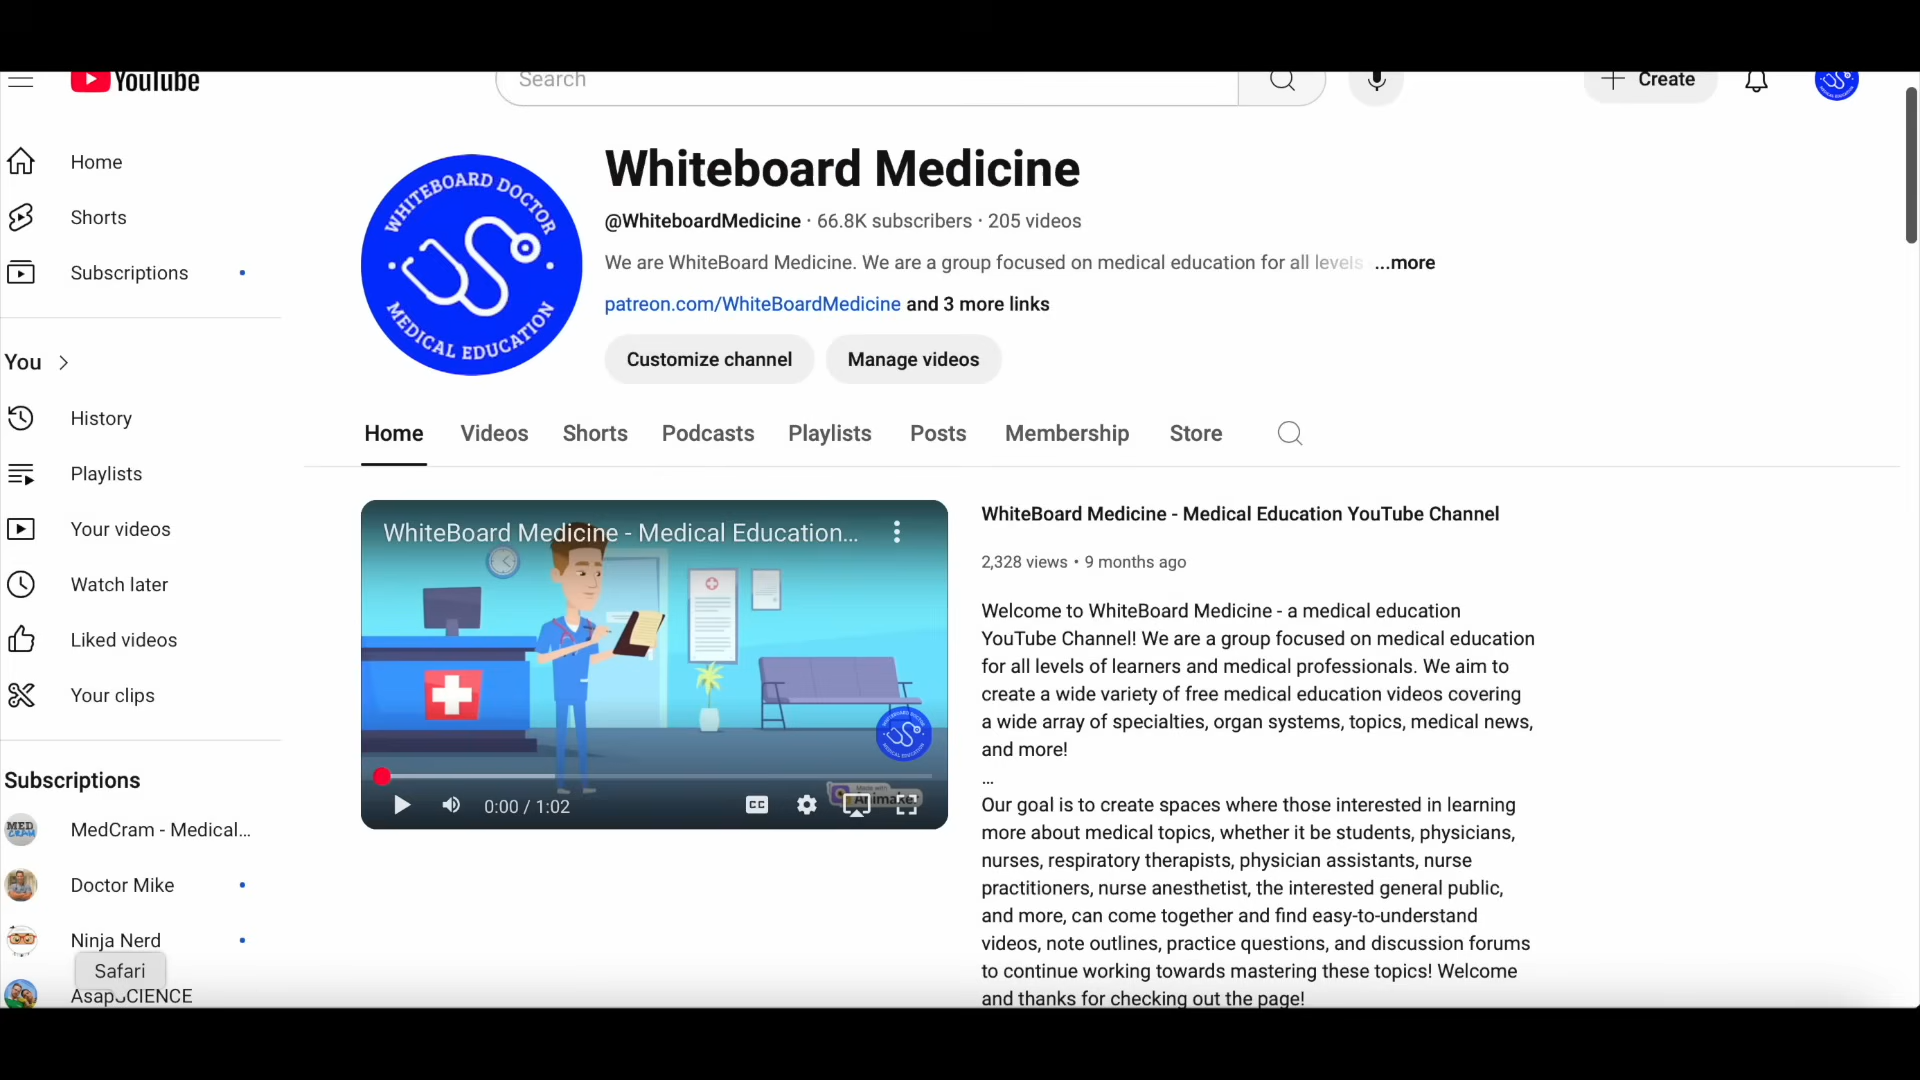 YouTube
Search
Create
Home
Shorts
Subscriptions
You
History
Playlists
Your videos
Watch later
Liked videos
Your clips
Subscriptions
MedCram - Medical...
Doctor Mike
Ninja Nerd
Safari
AsapSCIENCE
WHITEBOARD DOCTOR
MEDICAL EDUCATION
Whiteboard Medicine
@WhiteboardMedicine · 66.8K subscribers · 205 videos
We are WhiteBoard Medicine. We are a group focused on medical education for all levels ...more
patreon.com/WhiteBoardMedicine and 3 more links
Customize channel Manage videos
Home Videos Shorts Podcasts Playlists Posts Membership Store
WhiteBoard Medicine - Medical Education...
Made with
Animaker
0:00 / 1:02
CC
WhiteBoard Medicine - Medical Education YouTube Channel
2,328 views • 9 months ago
Welcome to WhiteBoard Medicine - a medical education
YouTube Channel! We are a group focused on medical education
for all levels of learners and medical professionals. We aim to
create a wide variety of free medical education videos covering
a wide array of specialties, organ systems, topics, medical news,
and more!
...
Our goal is to create spaces where those interested in learning
more about medical topics, whether it be students, physicians,
nurses, respiratory therapists, physician assistants, nurse
practitioners, nurse anesthetist, the interested general public,
and more, can come together and find easy-to-understand
videos, note outlines, practice questions, and discussion forums
to continue working towards mastering these topics! Welcome
and thanks for checking out the page!